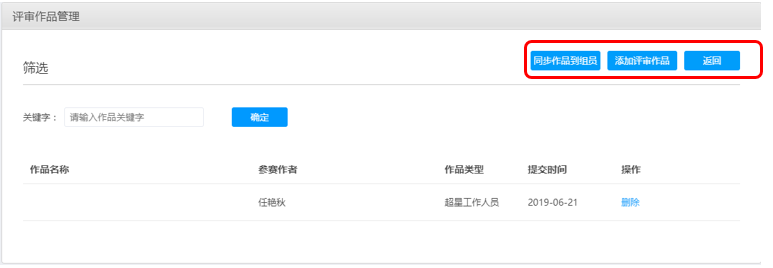 评审作品管理
筛选
同步作品到组员 添加评审作品 返回
关键字： 请输入作品关键字 确定
作品名称 参赛作者 作品类型 提交时间 操作
任艳秋 超星工作人员 2019-06-21 删除